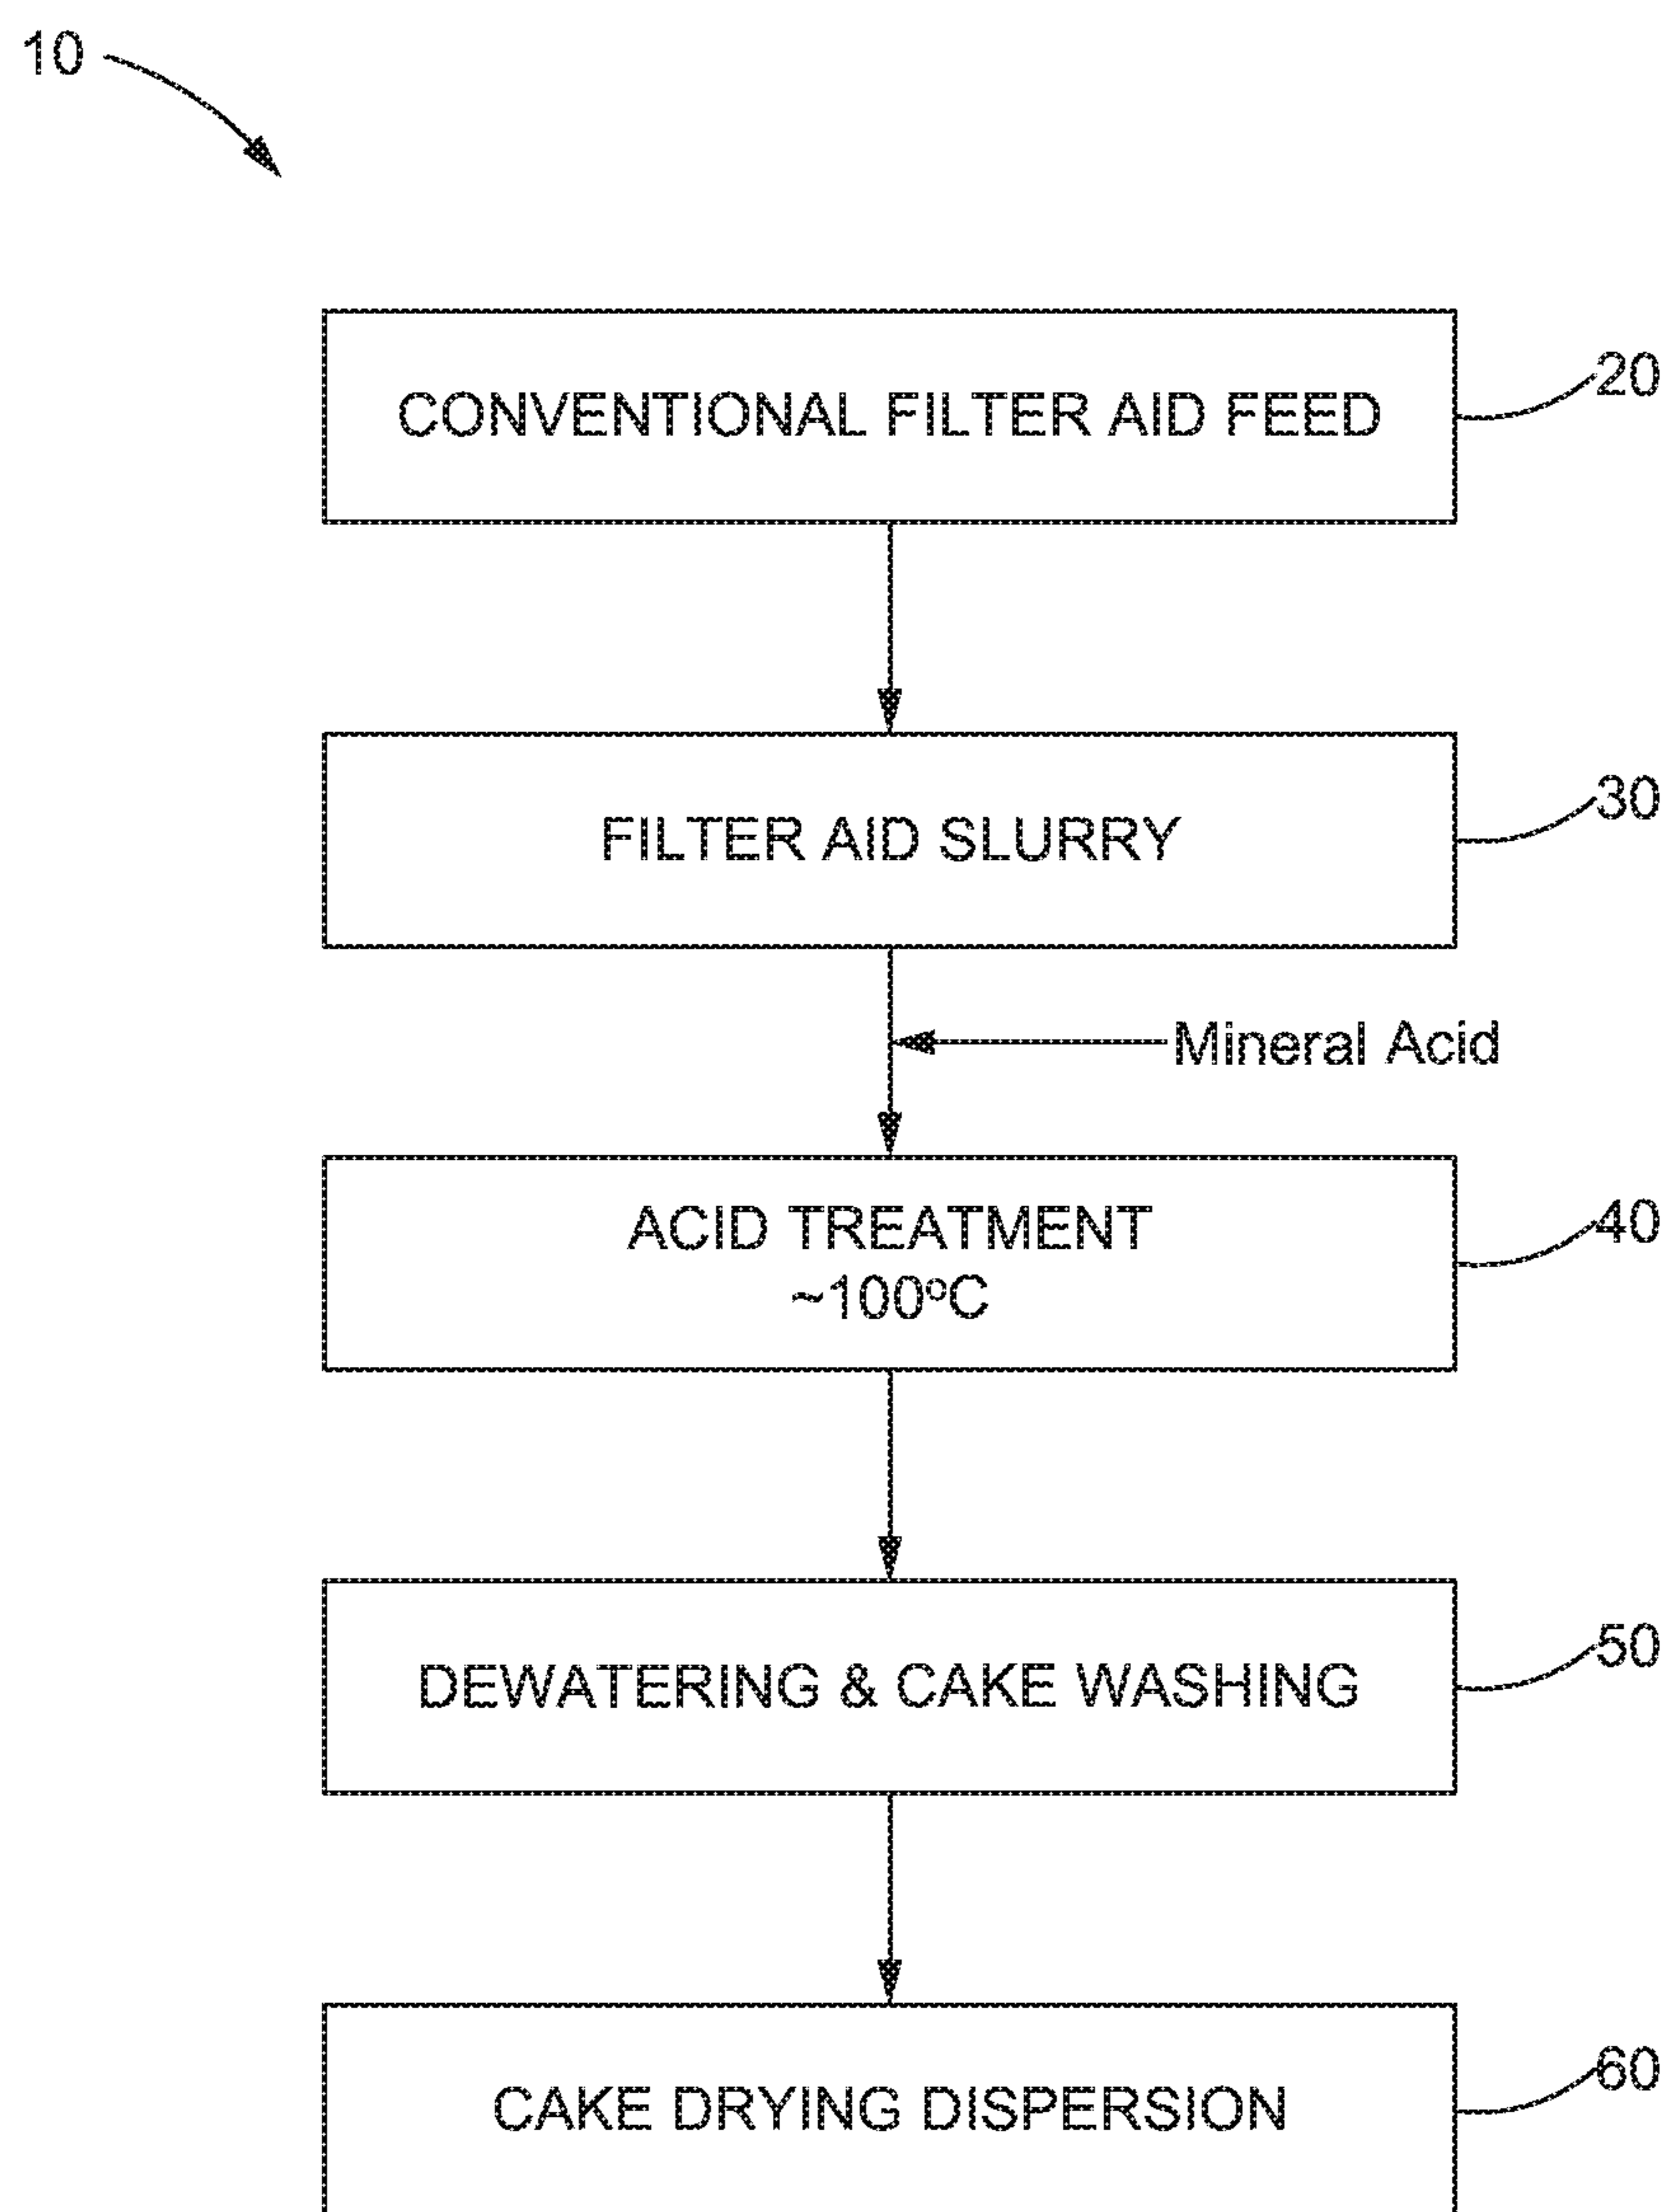 10
CONVENTIONAL FILTER AID FEED
20
FILTER AID SLURRY
30
Mineral Acid
ACID TREATMENT
~100°C
40
DEWATERING & CAKE WASHING
50
CAKE DRYING DISPERSION
60